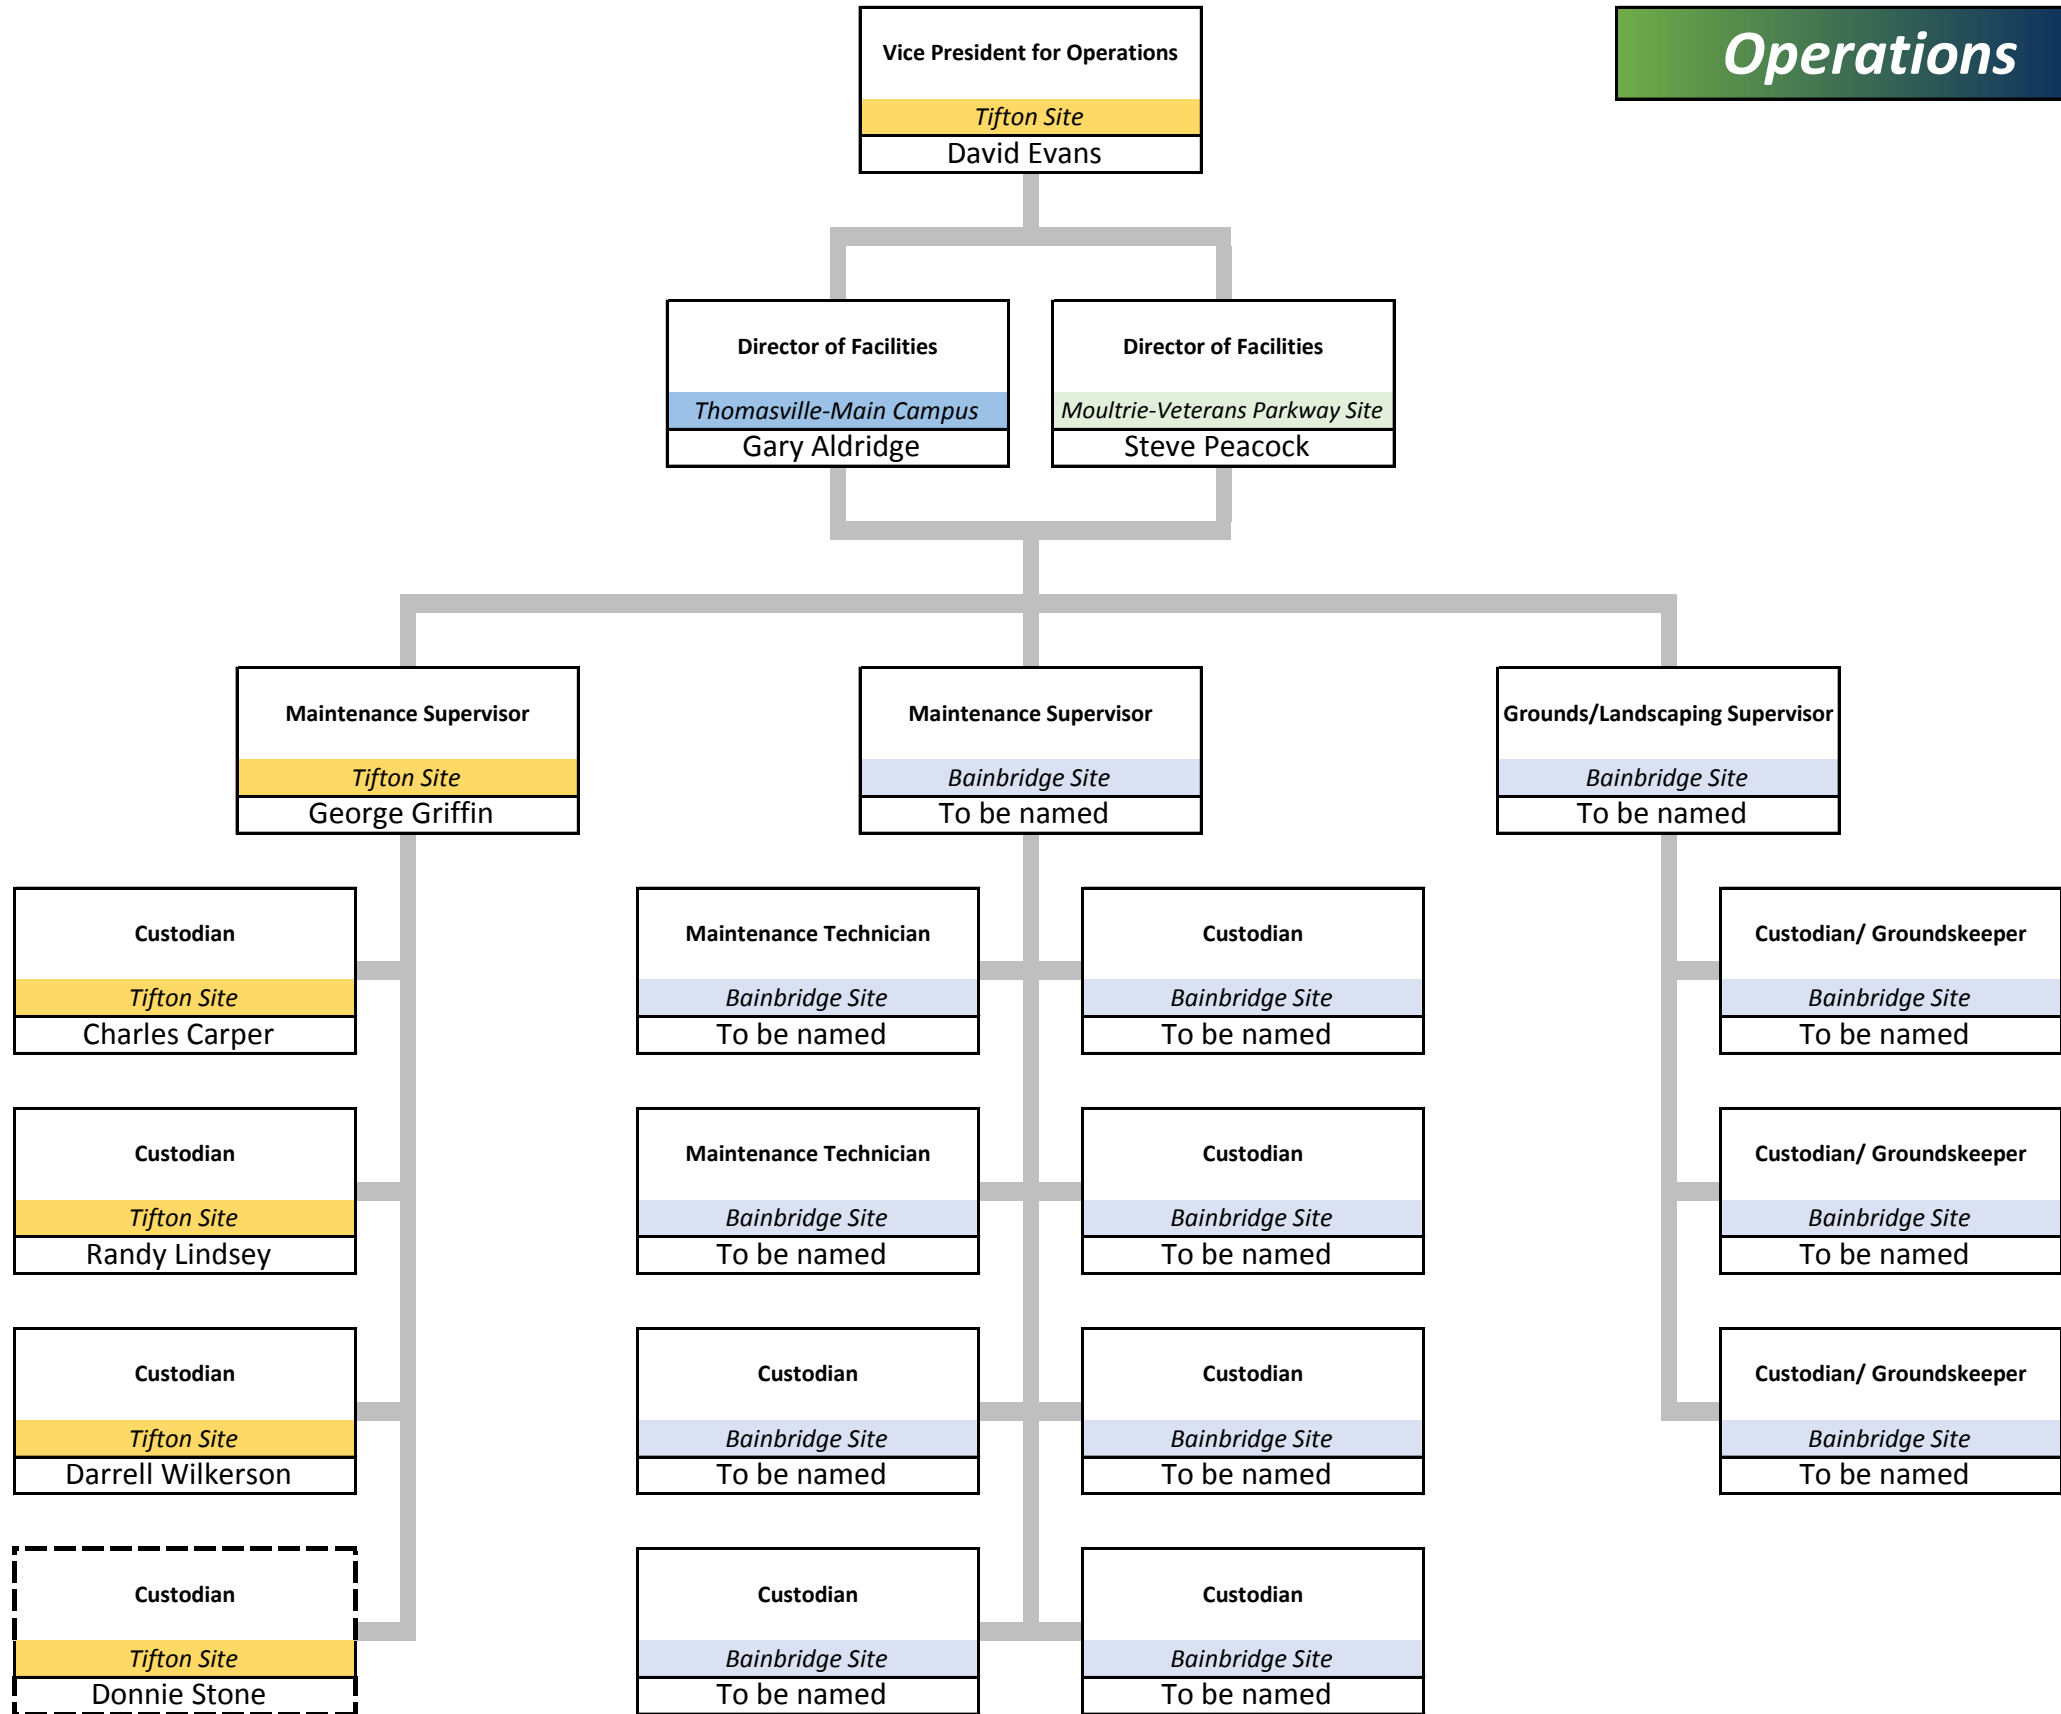 Operations
Vice President for Operations
Tifton Site
David Evans
Director of Facilities
Thomasville-Main Campus
Gary Aldridge
Director of Facilities
Moultrie-Veterans Parkway Site
Steve Peacock
Maintenance Supervisor
Tifton Site
George Griffin
Maintenance Supervisor
Bainbridge Site
To be named
Grounds/Landscaping Supervisor
Bainbridge Site
To be named
Custodian
Tifton Site
Charles Carper
Maintenance Technician
Bainbridge Site
To be named
Custodian
Bainbridge Site
To be named
Custodian/ Groundskeeper
Bainbridge Site
To be named
Custodian
Tifton Site
Randy Lindsey
Maintenance Technician
Bainbridge Site
To be named
Custodian
Bainbridge Site
To be named
Custodian/ Groundskeeper
Bainbridge Site
To be named
Custodian
Tifton Site
Darrell Wilkerson
Custodian
Bainbridge Site
To be named
Custodian
Bainbridge Site
To be named
Custodian/ Groundskeeper
Bainbridge Site
To be named
Custodian
Tifton Site
Donnie Stone
Custodian
Bainbridge Site
To be named
Custodian
Bainbridge Site
To be named